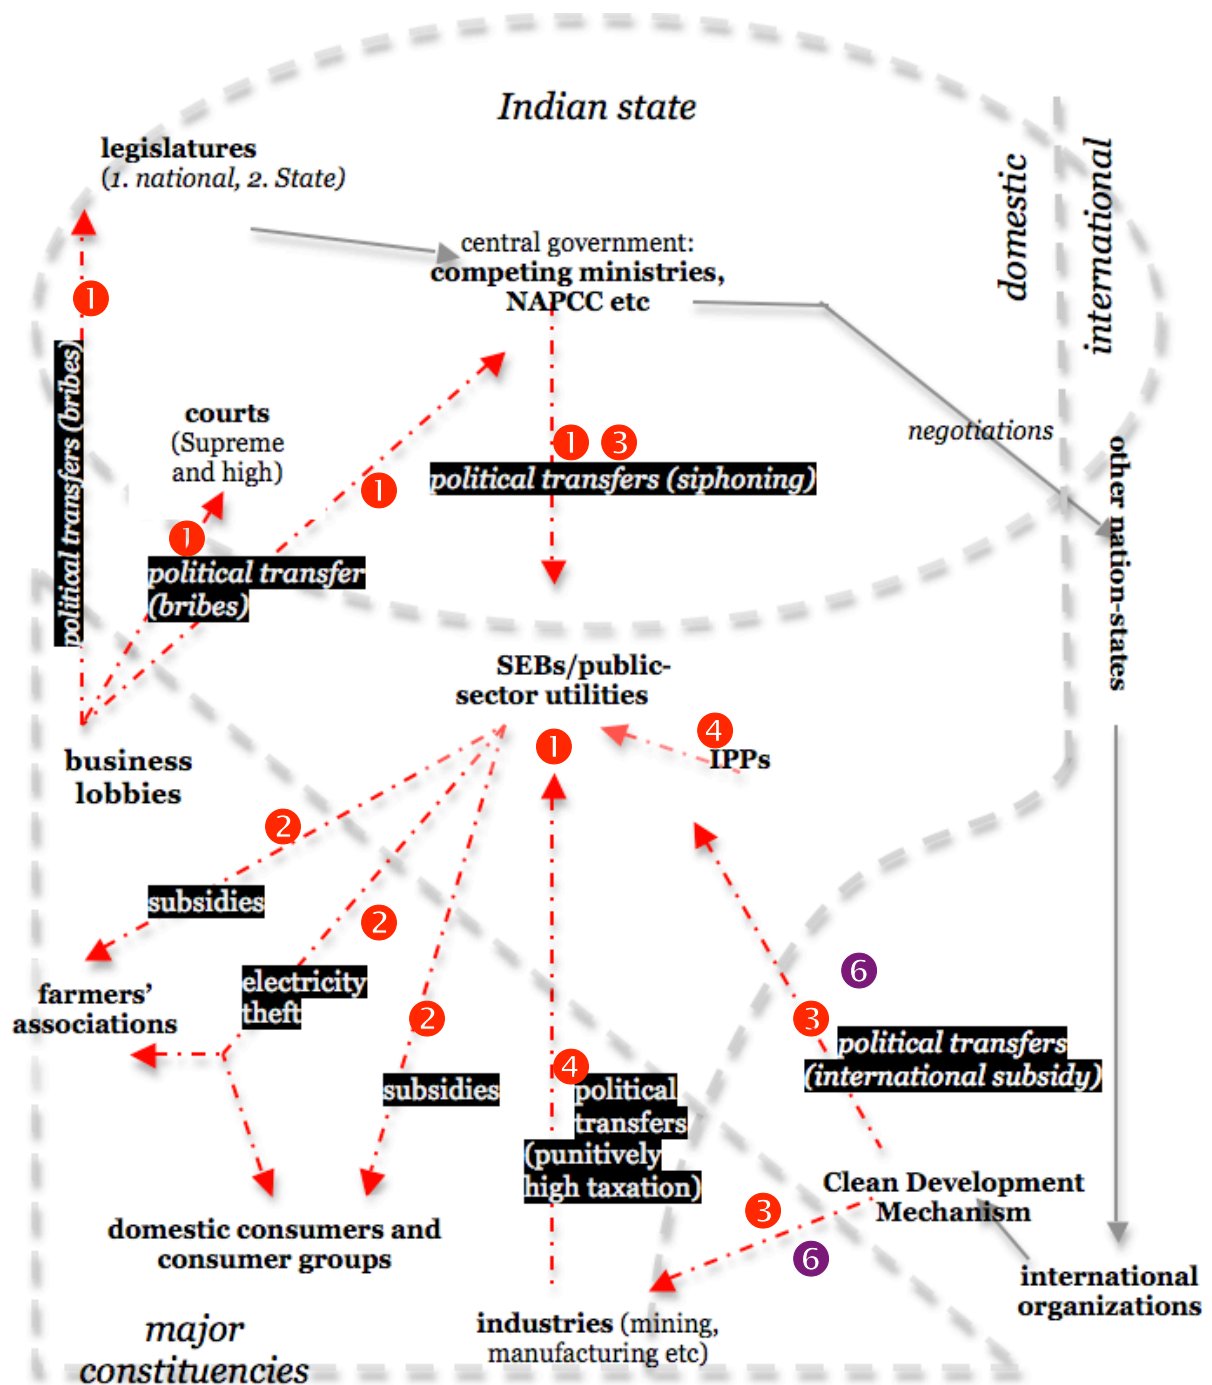 Indian state
legislatures
(1. national, 2. State)
domestic
international
central government:
competing ministries,
NAPCC etc
1
political transfers (bribes)
courts
(Supreme
and high)
1
1 3
political transfers (siphoning)
negotiations
other nation-states
1
political transfer
(bribes)
SEBs/public-
sector utilities
1
4
IPPs
business
lobbies
2
subsidies
2
electricity
theft
farmers'
associations
2
subsidies
6
3
political transfers
(international subsidy)
4
political
transfers
(punitively
high taxation)
Clean Development
Mechanism
3
6
domestic consumers and
consumer groups
international
organizations
industries (mining,
manufacturing etc)
major
constituencies